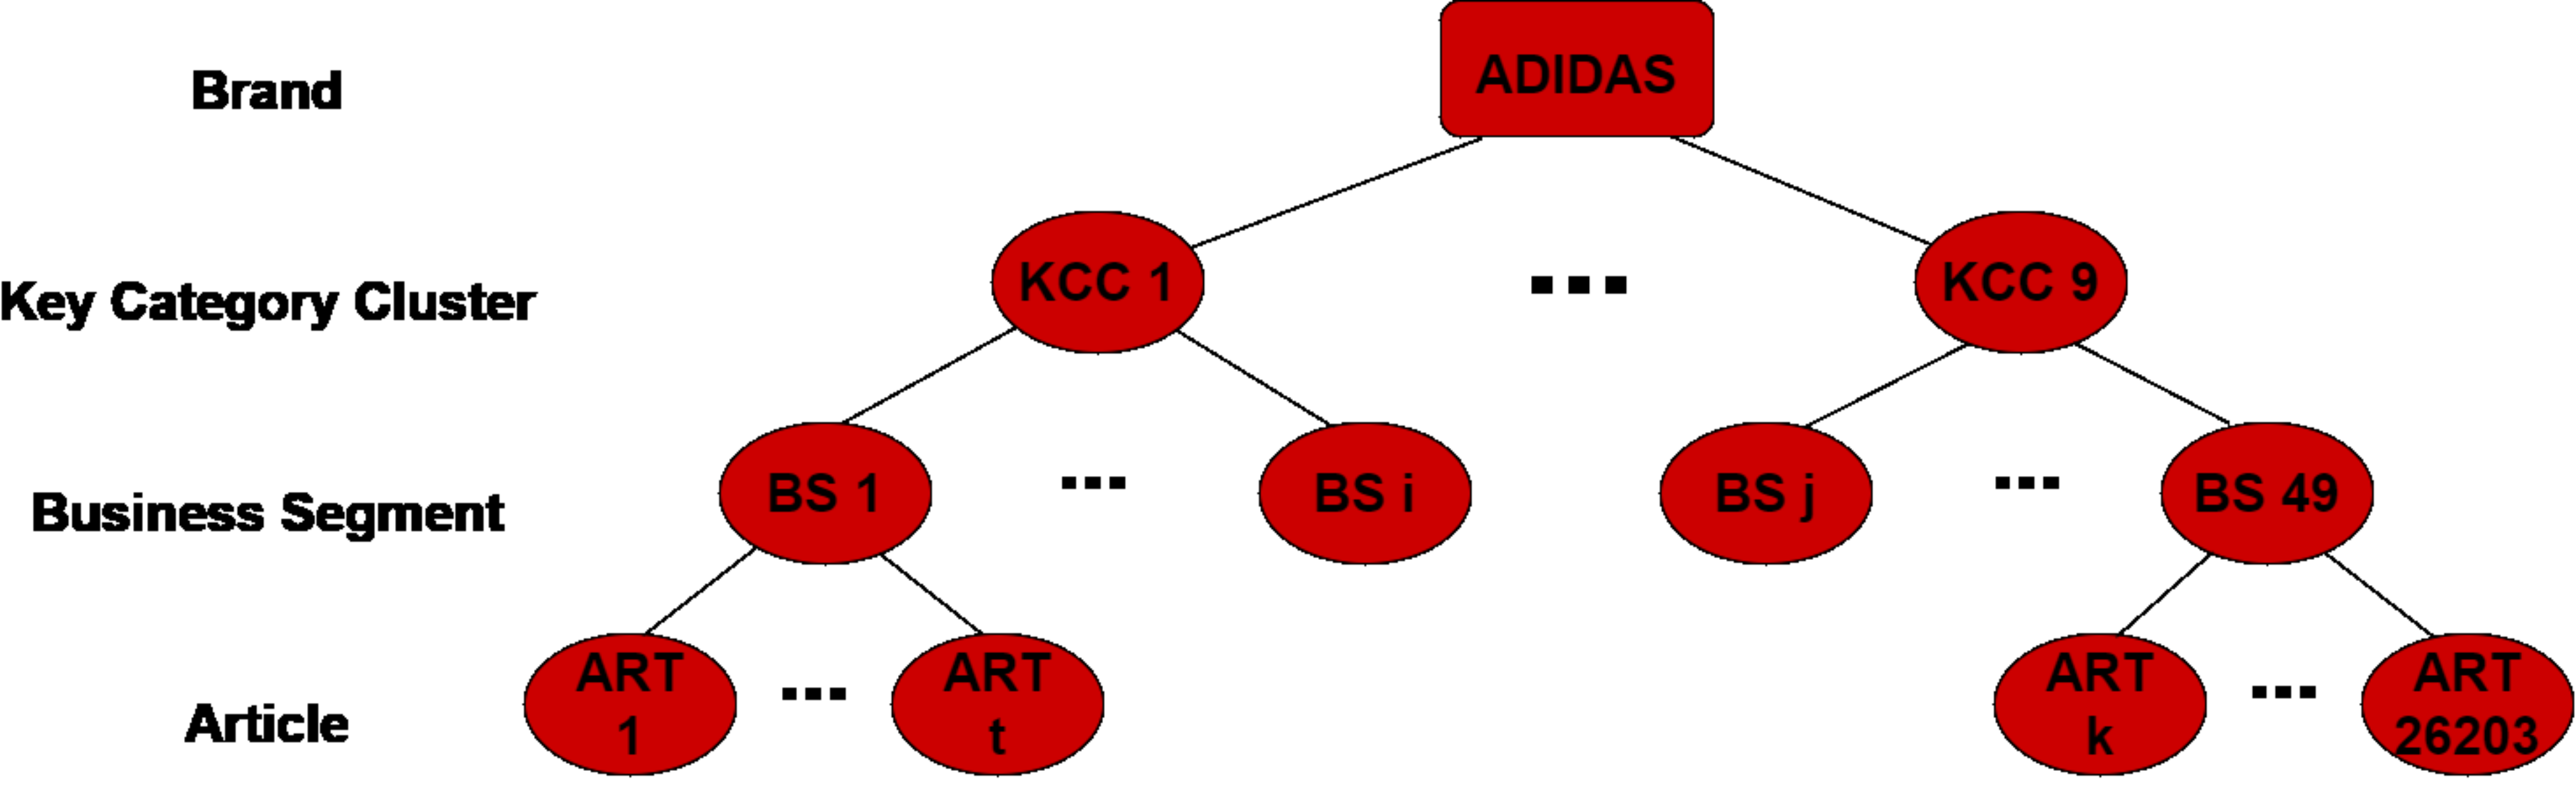 Brand
ADIDAS
Key Category Cluster
KCC 1
...
KCC 9
Business Segment
BS 1
...
BS i
BS j
...
BS 49
Article
ART
1
...
ART
t
ART
k
...
ART
26203